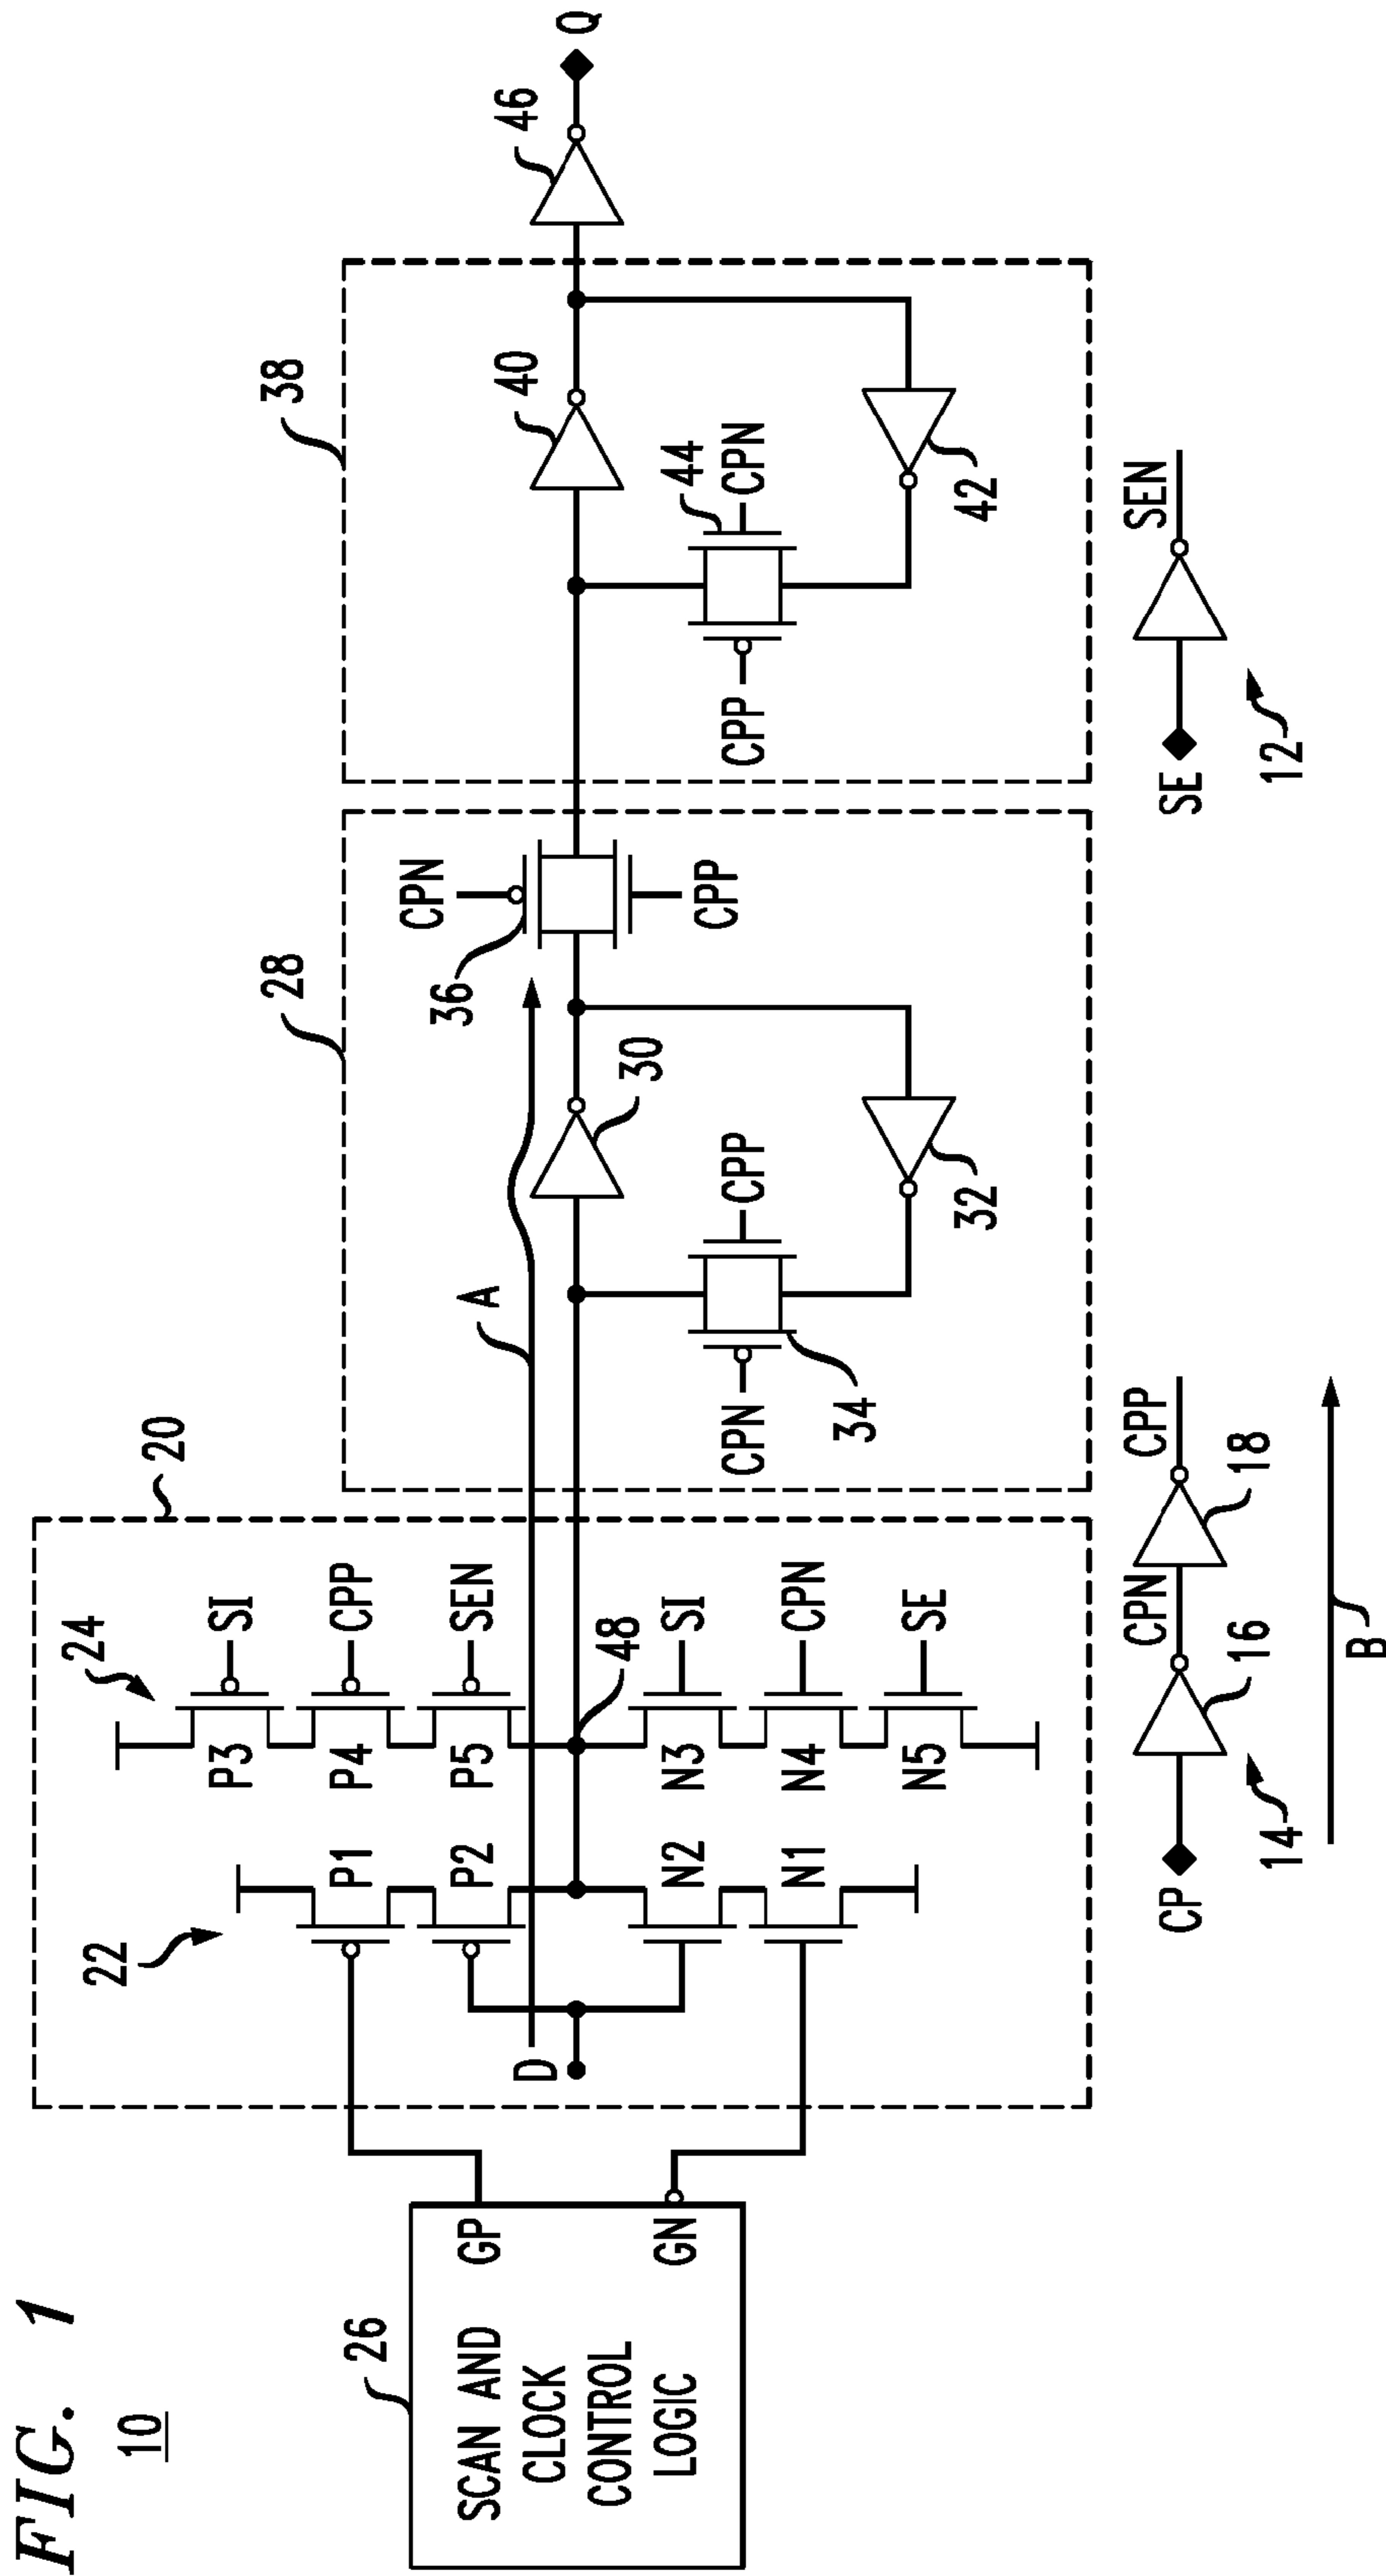 FIG. 1
10
26
SCAN AND
CLOCK
CONTROL
LOGIC
GP
GN
20
22
24
D
P1
P2
N2
N1
P3
P4
P5
N3
N4
N5
SI
CPP
SEN
SI
CPN
SE
48
A
28
30
32
34
CPN
CPP
36
CPN
CPP
38
40
42
44
CPP
CPN
46
Q
CP
14
16
CPN
18
CPP
B
SE
12
SEN